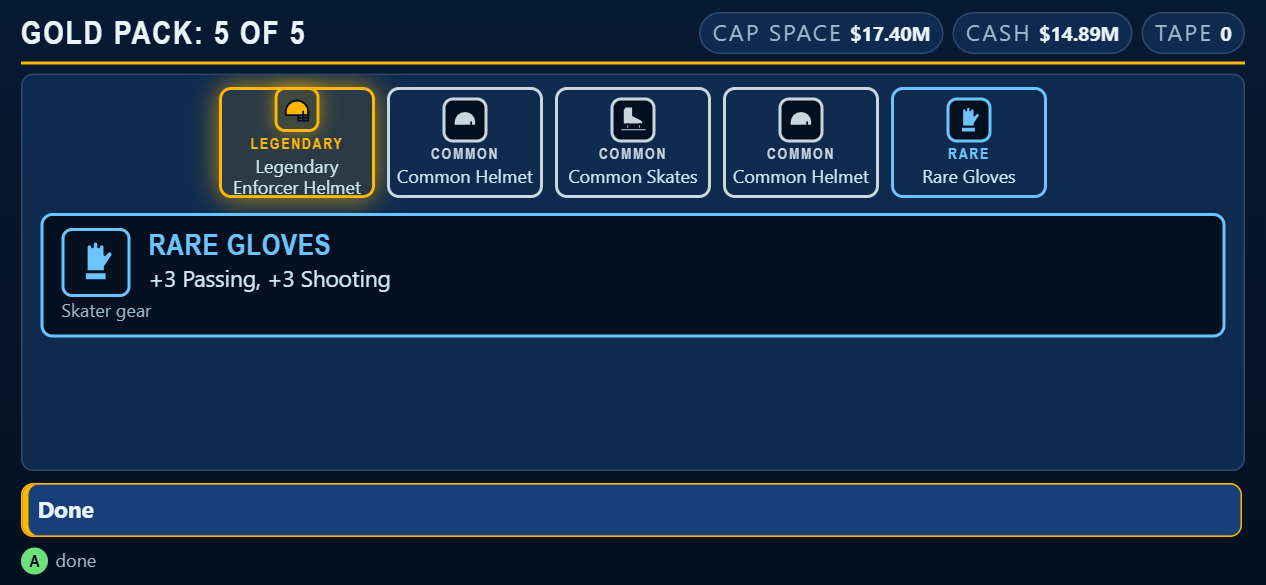 GOLD PACK: 5 OF 5
CAP SPACE $17.40M
CASH $14.89M
TAPE 0
LEGENDARY
Legendary
Enforcer Helmet
COMMON
Common Helmet
COMMON
Common Skates
COMMON
Common Helmet
RARE
Rare Gloves
RARE GLOVES
+3 Passing, +3 Shooting
Skater gear
Done
A done